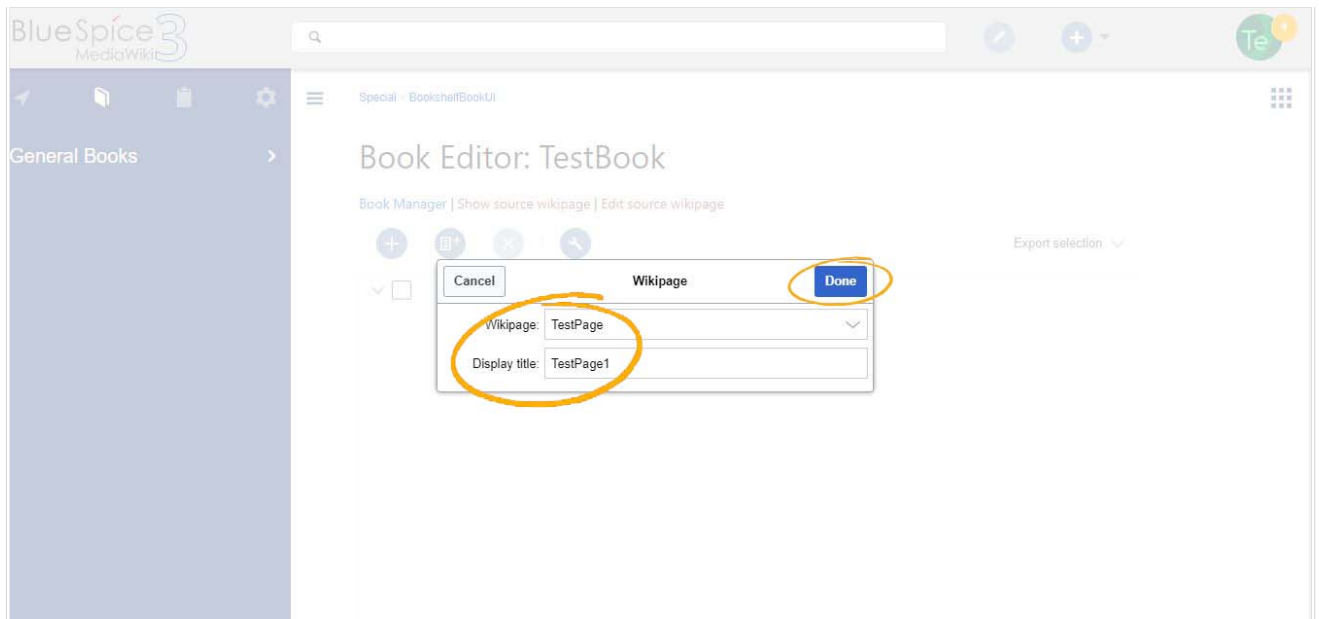 BlueSpice 3
MediaWiki
Te
General Books
Special › BookshelfBookUI
Book Editor: TestBook
Book Manager | Show source wikipage | Edit source wikipage
Export selection
Cancel Wikipage Done
Wikipage: TestPage
Display title: TestPage1